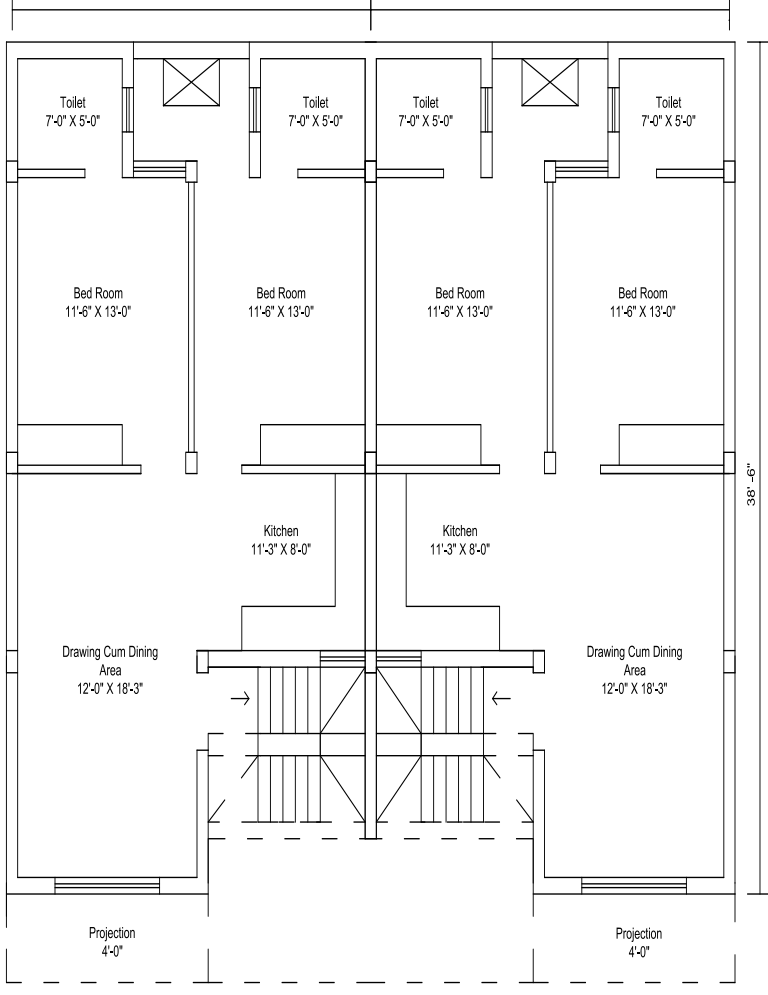 Toilet
7'-0" X 5'-0"
Toilet
7'-0" X 5'-0"
Toilet
7'-0" X 5'-0"
Toilet
7'-0" X 5'-0"
Bed Room
11'-6" X 13'-0"
Bed Room
11'-6" X 13'-0"
Bed Room
11'-6" X 13'-0"
Bed Room
11'-6" X 13'-0"
38' -6"
Kitchen
11'-3" X 8'-0"
Kitchen
11'-3" X 8'-0"
Drawing Cum Dining
Area
12'-0" X 18'-3"
Drawing Cum Dining
Area
12'-0" X 18'-3"
Projection
4'-0"
Projection
4'-0"